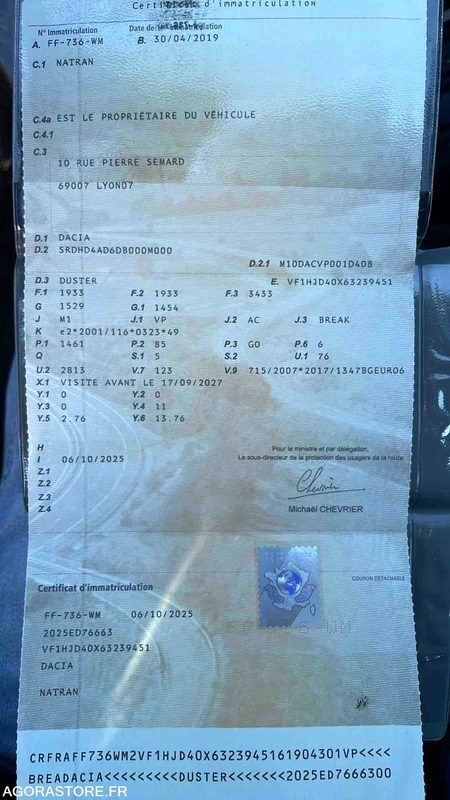 Certificat d'immatriculation
N° Immatriculation Date de 1re immatriculation
A. FF-736-WM B. 30/04/2019
C.1 NATRAN
C.4a EST LE PROPRIÉTAIRE DU VÉHICULE
C.4.1
C.3
10 RUE PIERRE SEMARD
69007 LYON07
D.1 DACIA
D.2 SRDHD4AD6DB000M000
D.2.1 M10DACVP001D408
D.3 DUSTER E. VF1HJD40X63239451
F.1 1933 F.2 1933 F.3 3433
G 1529 G.1 1454
J M1 J.1 VP J.2 AC J.3 BREAK
K e2*2001/116*0323*49
P.1 1461 P.2 85 P.3 GO P.6 6
Q S.1 5 S.2 U.1 76
U.2 2813 V.7 123 V.9 715/2007*2017/1347BGEURO6
X.1 VISITE AVANT LE 17/09/2027
Y.1 0 Y.2 0
Y.3 0 Y.4 11
Y.5 2.76 Y.6 13.76
H
I 06/10/2025
Z.1
Z.2
Z.3
Z.4
Pour le ministre et par délégation,
Le sous-directeur de la protection des usagers de la route
Chevrier
Michaël CHEVRIER
COUPON DÉTACHABLE
Certificat d'immatriculation
FF-736-WM 06/10/2025
2025ED76663
VF1HJD40X63239451
DACIA
NATRAN
CRFRAFF736WM2VF1HJD40X6323945161904301VP<<<<
BREADACIA<<<<<<<<<DUSTER<<<<<<<2025ED7666300
AGORASTORE.FR